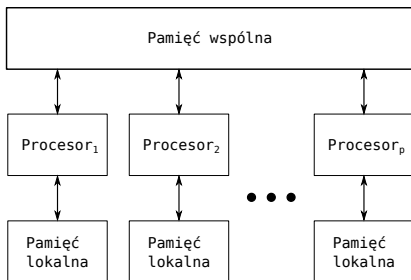 Pamięć wspólna
Procesor₁ Procesor₂ Procesorₚ
Pamięć Pamięć Pamięć
lokalna lokalna lokalna